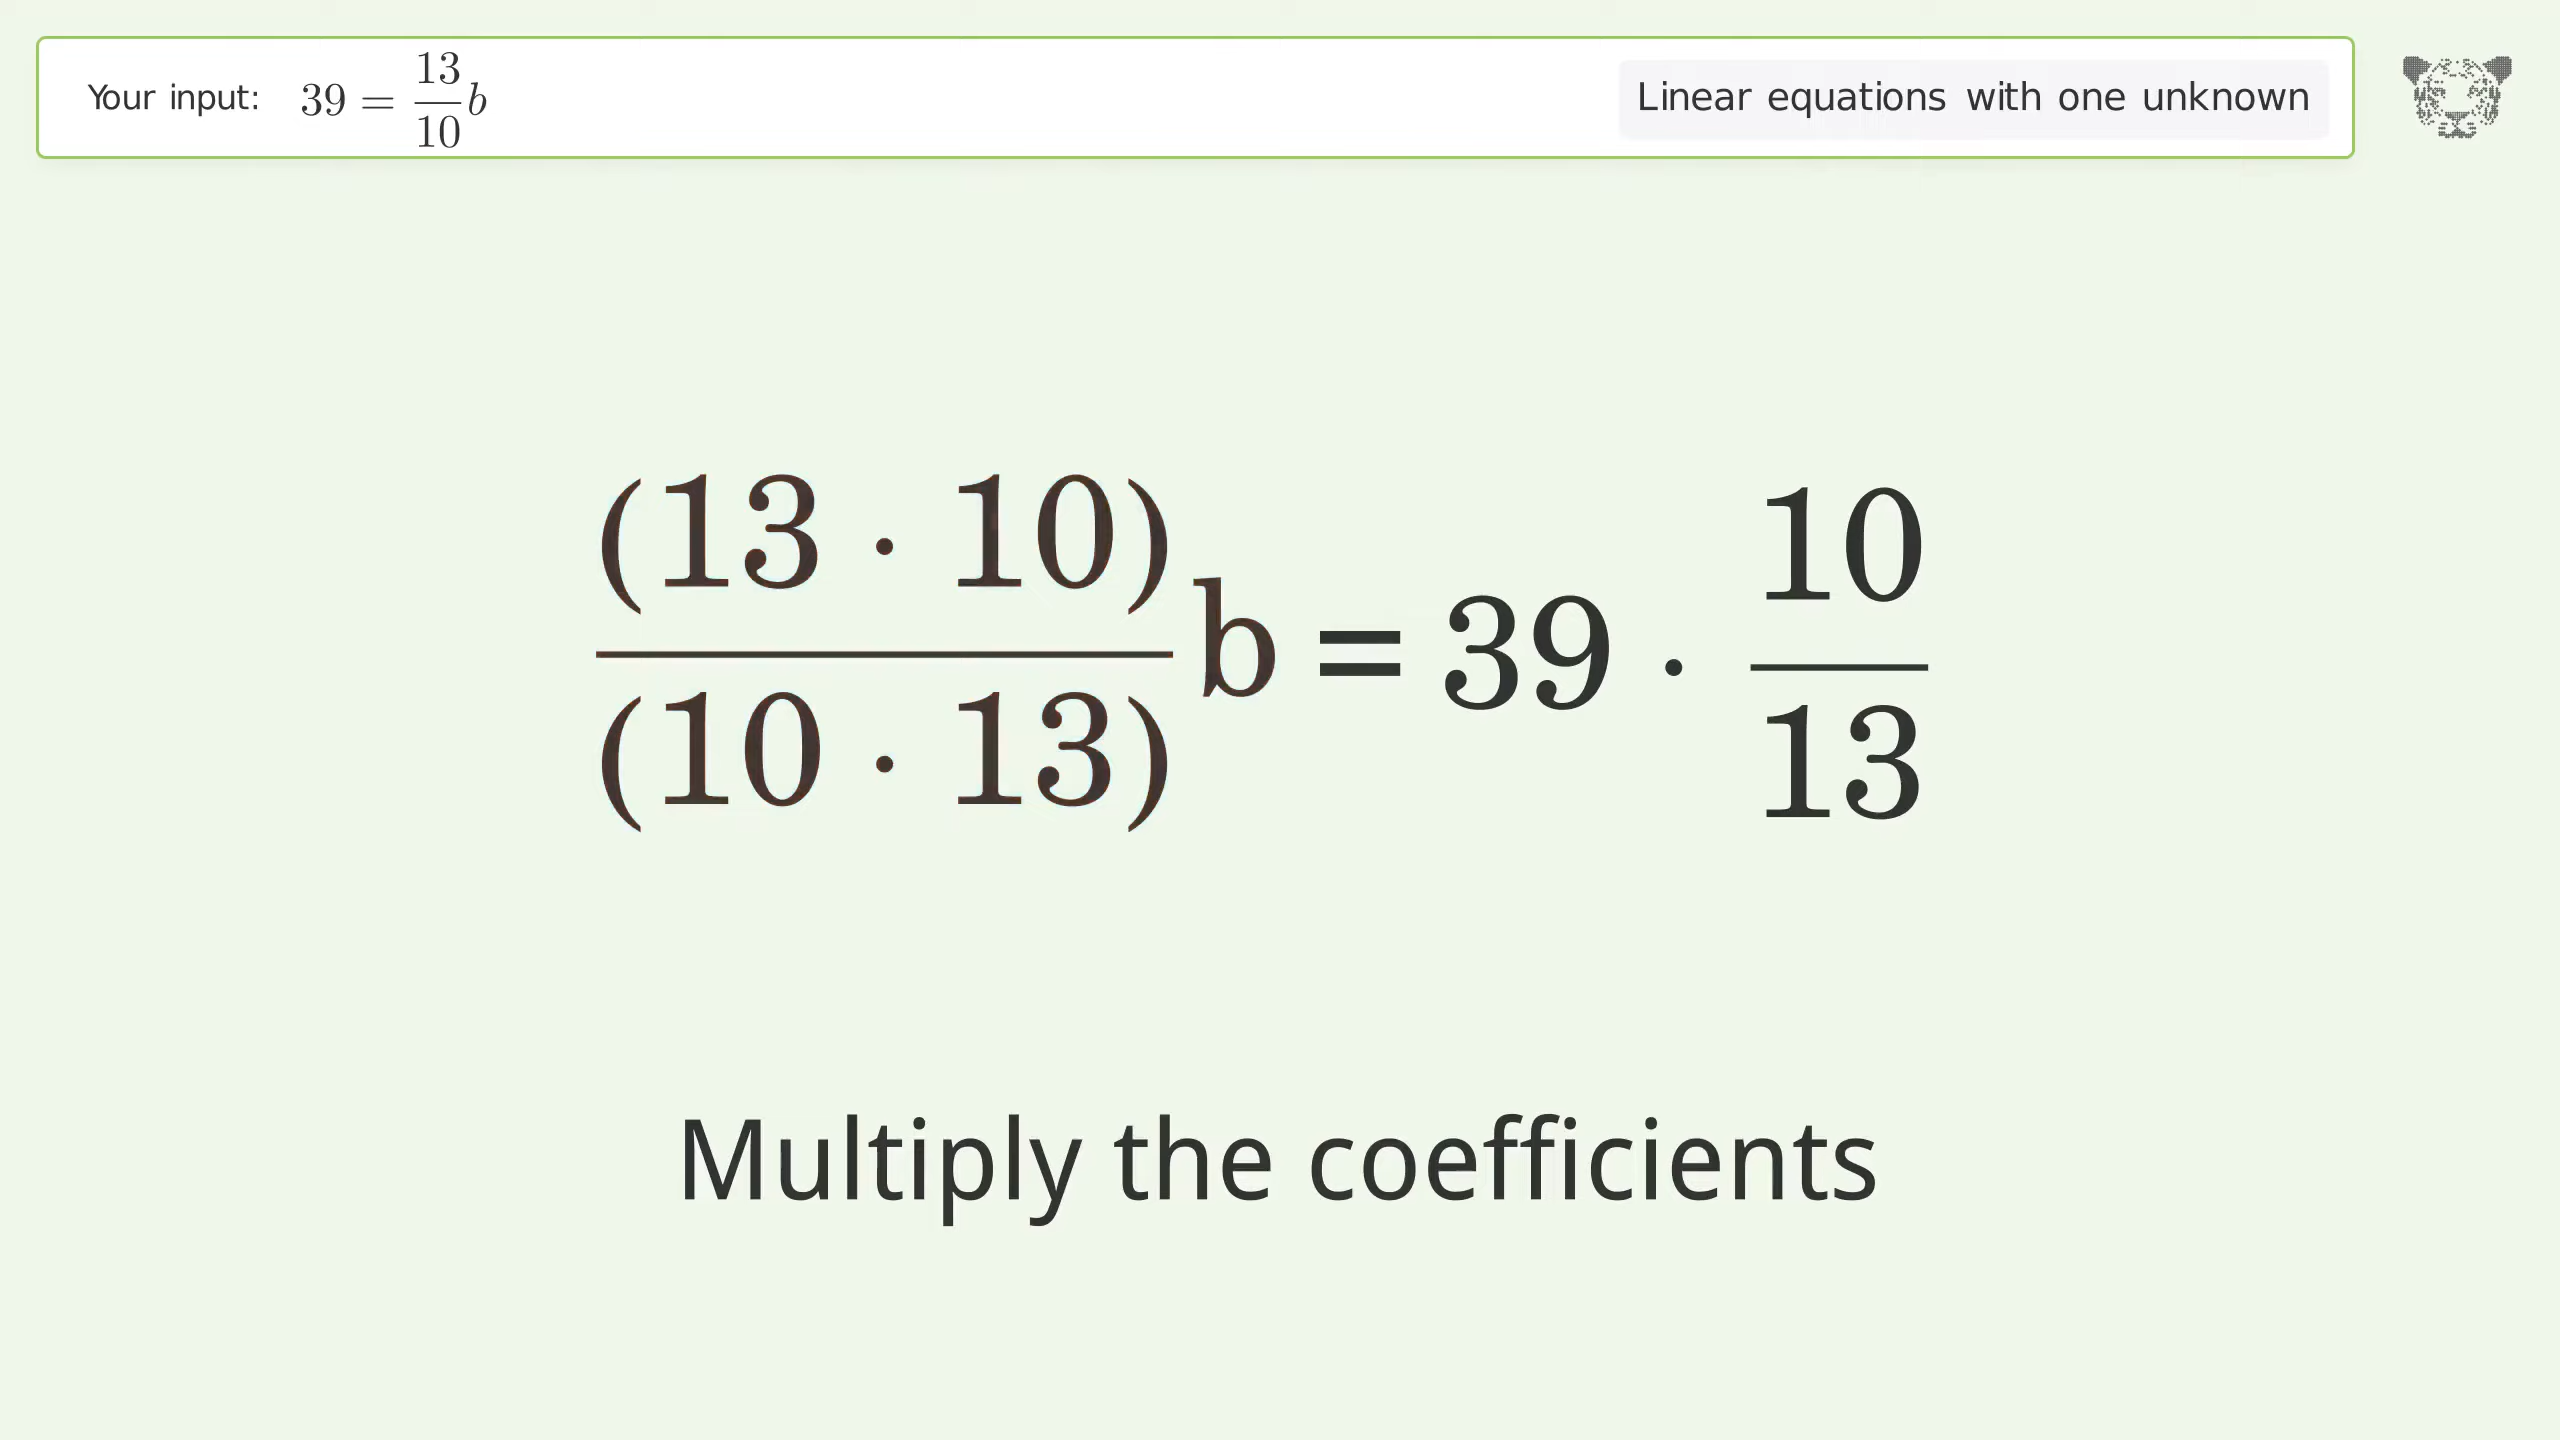 Your input: 39 = 13/10 b
Linear equations with one unknown
(13 · 10)/(10 · 13) b = 39 · 10/13
Multiply the coefficients